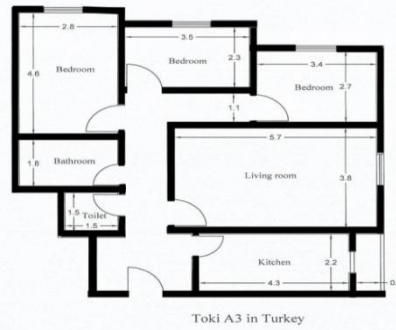 2.8
3.5
Bedroom
4.6
Bedroom
2.3
3.4
Bedroom
2.7
1.1
5.7
Bathroom
1.8
Living room
3.8
1.5
Toilet
1.5
Kitchen
2.2
4.3
Toki A3 in Turkey